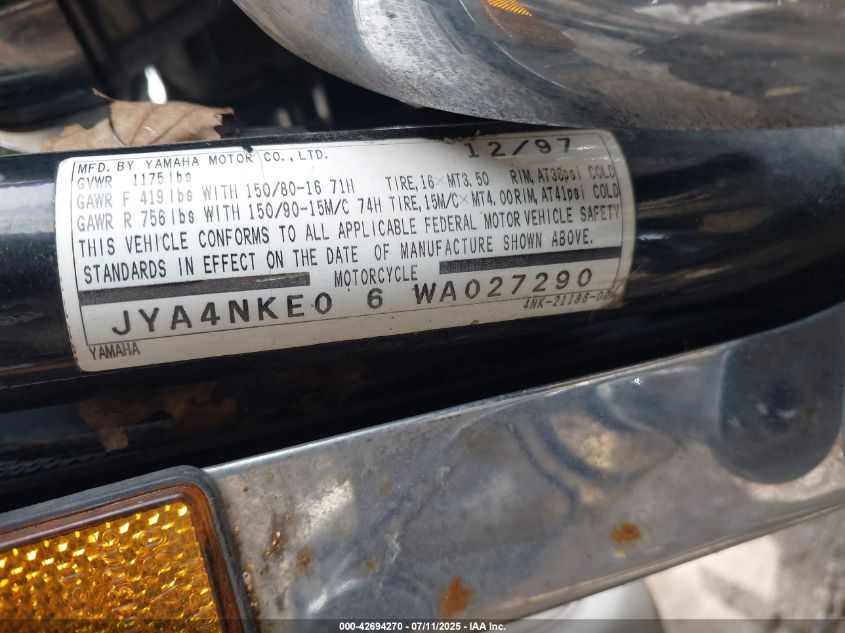 MFD. BY YAMAHA MOTOR CO., LTD. 12/97
GVWR 1175 lbs
GAWR F 419 lbs WITH 150/80-16 71H TIRE, 16×MT3.50 RIM, AT36psi COLD
GAWR R 756 lbs WITH 150/90-15M/C 74H TIRE, 15M/C×MT4.00RIM, AT41psi COLD
THIS VEHICLE CONFORMS TO ALL APPLICABLE FEDERAL MOTOR VEHICLE SAFETY
STANDARDS IN EFFECT ON THE DATE OF MANUFACTURE SHOWN ABOVE.
MOTORCYCLE
JYA4NKE0 6 WA027290
YAMAHA
000-42694270 - 07/11/2025 - IAA Inc.